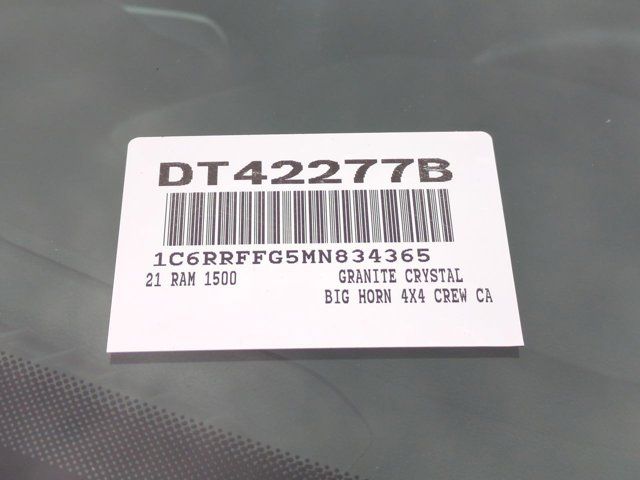 DT42277B
1C6RRFFG5MN834365
21 RAM 1500 GRANITE CRYSTAL
BIG HORN 4X4 CREW CA